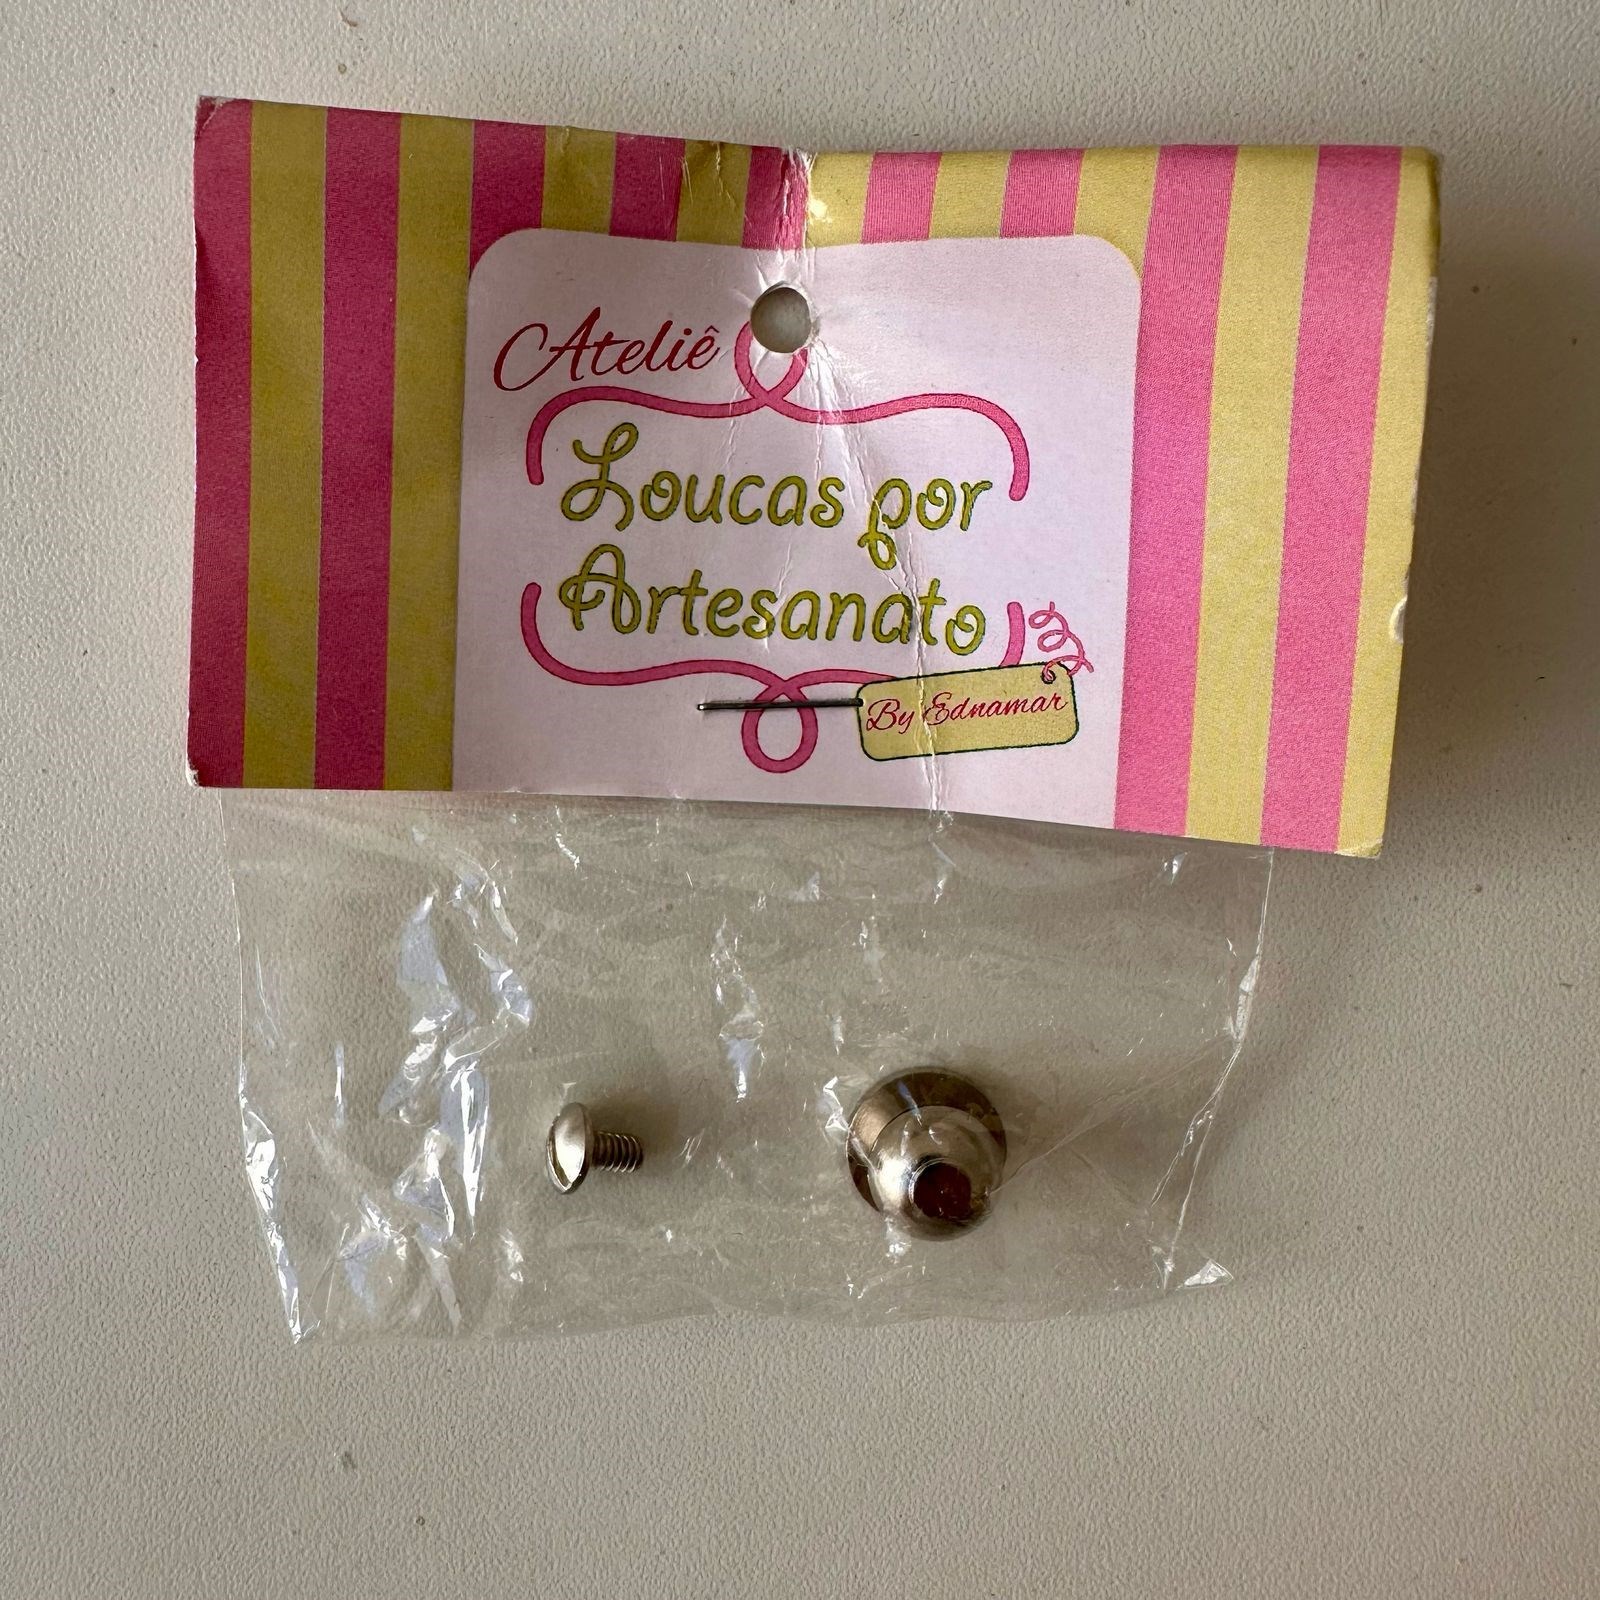 Ateliê
Loucas por
Artesanato
By Ednamar